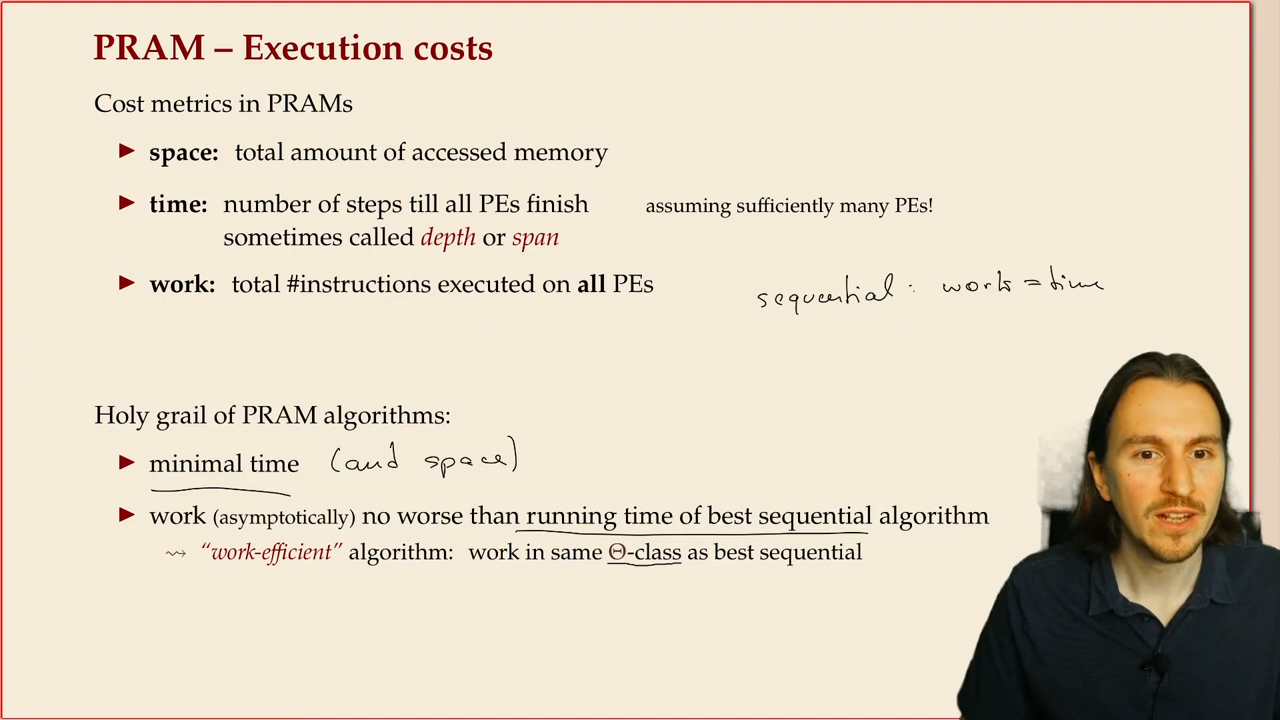 PRAM – Execution costs
Cost metrics in PRAMs
▶ space: total amount of accessed memory
▶ time: number of steps till all PEs finish assuming sufficiently many PEs!
sometimes called depth or span
▶ work: total #instructions executed on all PEs
sequential: work = time
Holy grail of PRAM algorithms:
▶ minimal time (and space)
▶ work (asymptotically) no worse than running time of best sequential algorithm
⇝ “work-efficient” algorithm: work in same Θ-class as best sequential